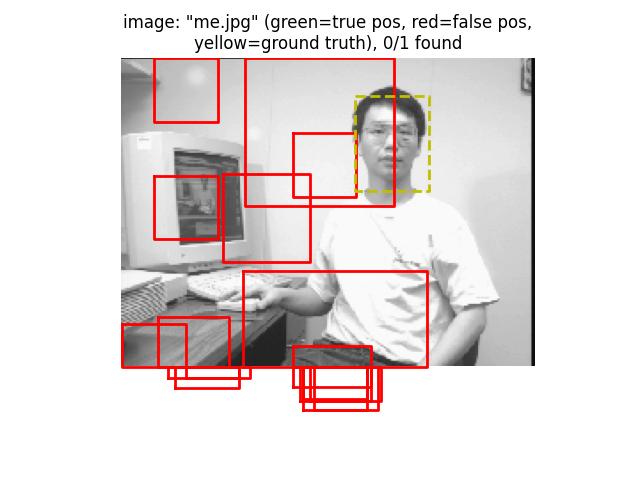 image: "me.jpg" (green=true pos, red=false pos,
yellow=ground truth), 0/1 found